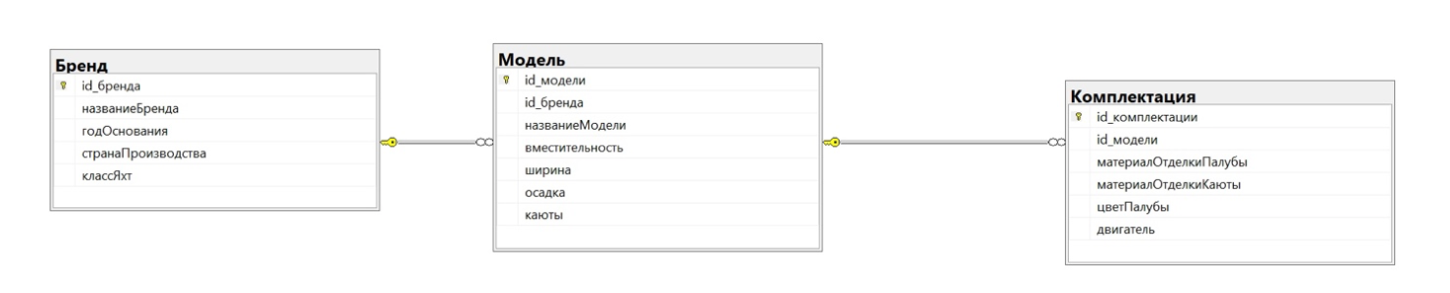 Бренд
id_бренда
названиеБренда
годОснования
странаПроизводства
классЯхт
Модель
id_модели
id_бренда
названиеМодели
вместительность
ширина
осадка
каюты
Комплектация
id_комплектации
id_модели
материалОтделкиПалубы
материалОтделкиКаюты
цветПалубы
двигатель